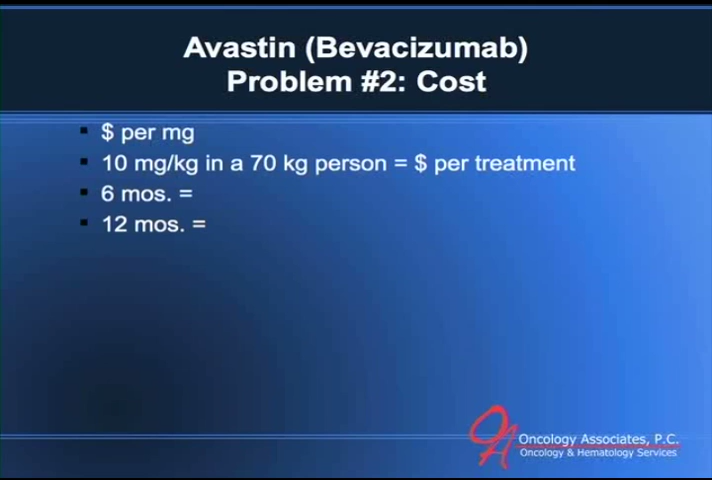 Avastin (Bevacizumab)
Problem #2: Cost
▪ $ per mg
▪ 10 mg/kg in a 70 kg person = $ per treatment
▪ 6 mos. =
▪ 12 mos. =
OA
Oncology Associates, P.C.
Oncology & Hematology Services